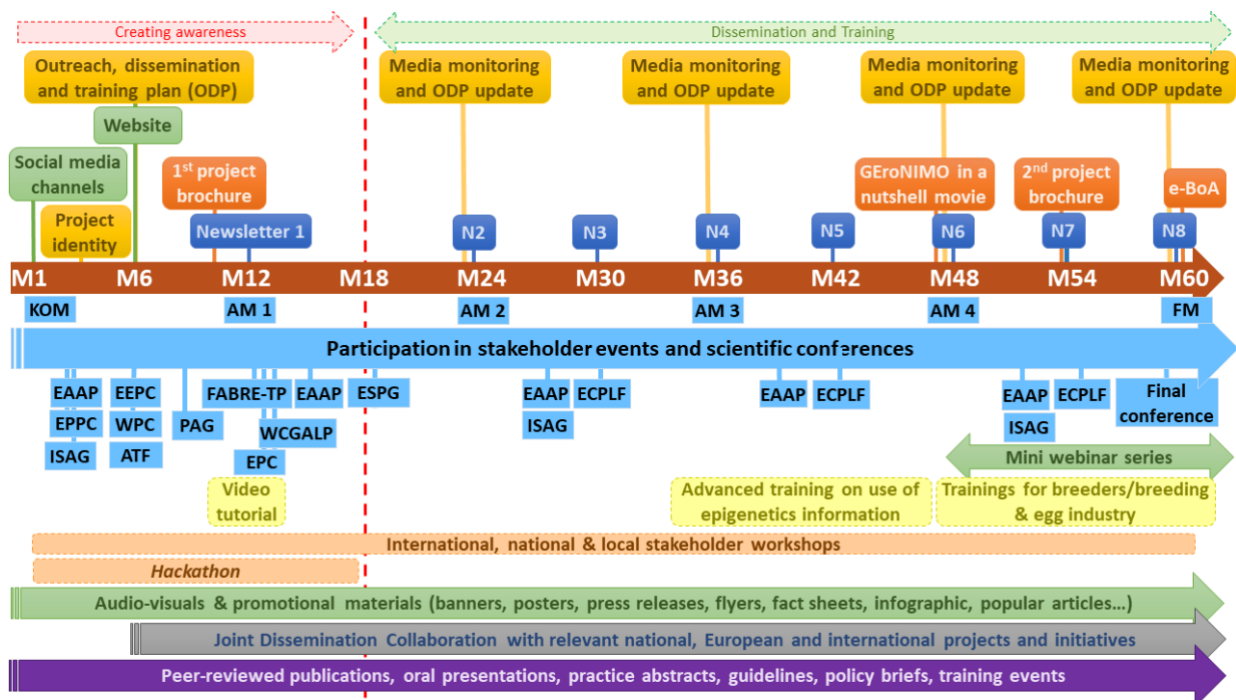 Creating awareness
Dissemination and Training
Outreach, dissemination
and training plan (ODP)
Media monitoring
and ODP update
Media monitoring
and ODP update
Media monitoring
and ODP update
Media monitoring
and ODP update
Website
Social media
channels
1st project
brochure
GEroNIMO in a
nutshell movie
2nd project
brochure
e-BoA
Project
identity
Newsletter 1
N2
N3
N4
N5
N6
N7
N8
M1
M6
M12
M18
M24
M30
M36
M42
M48
M54
M60
KOM
AM 1
AM 2
AM 3
AM 4
FM
Participation in stakeholder events and scientific conferences
EAAP
EPPC
ISAG
EEPC
WPC
ATF
PAG
FABRE-TP
EAAP
WCGALP
EPC
ESPG
EAAP
ISAG
ECPLF
EAAP
ECPLF
EAAP
ISAG
ECPLF
Final
conference
Mini webinar series
Video
tutorial
Advanced training on use of
epigenetics information
Trainings for breeders/breeding
& egg industry
International, national & local stakeholder workshops
Hackathon
Audio-visuals & promotional materials (banners, posters, press releases, flyers, fact sheets, infographic, popular articles...)
Joint Dissemination Collaboration with relevant national, European and international projects and initiatives
Peer-reviewed publications, oral presentations, practice abstracts, guidelines, policy briefs, training events